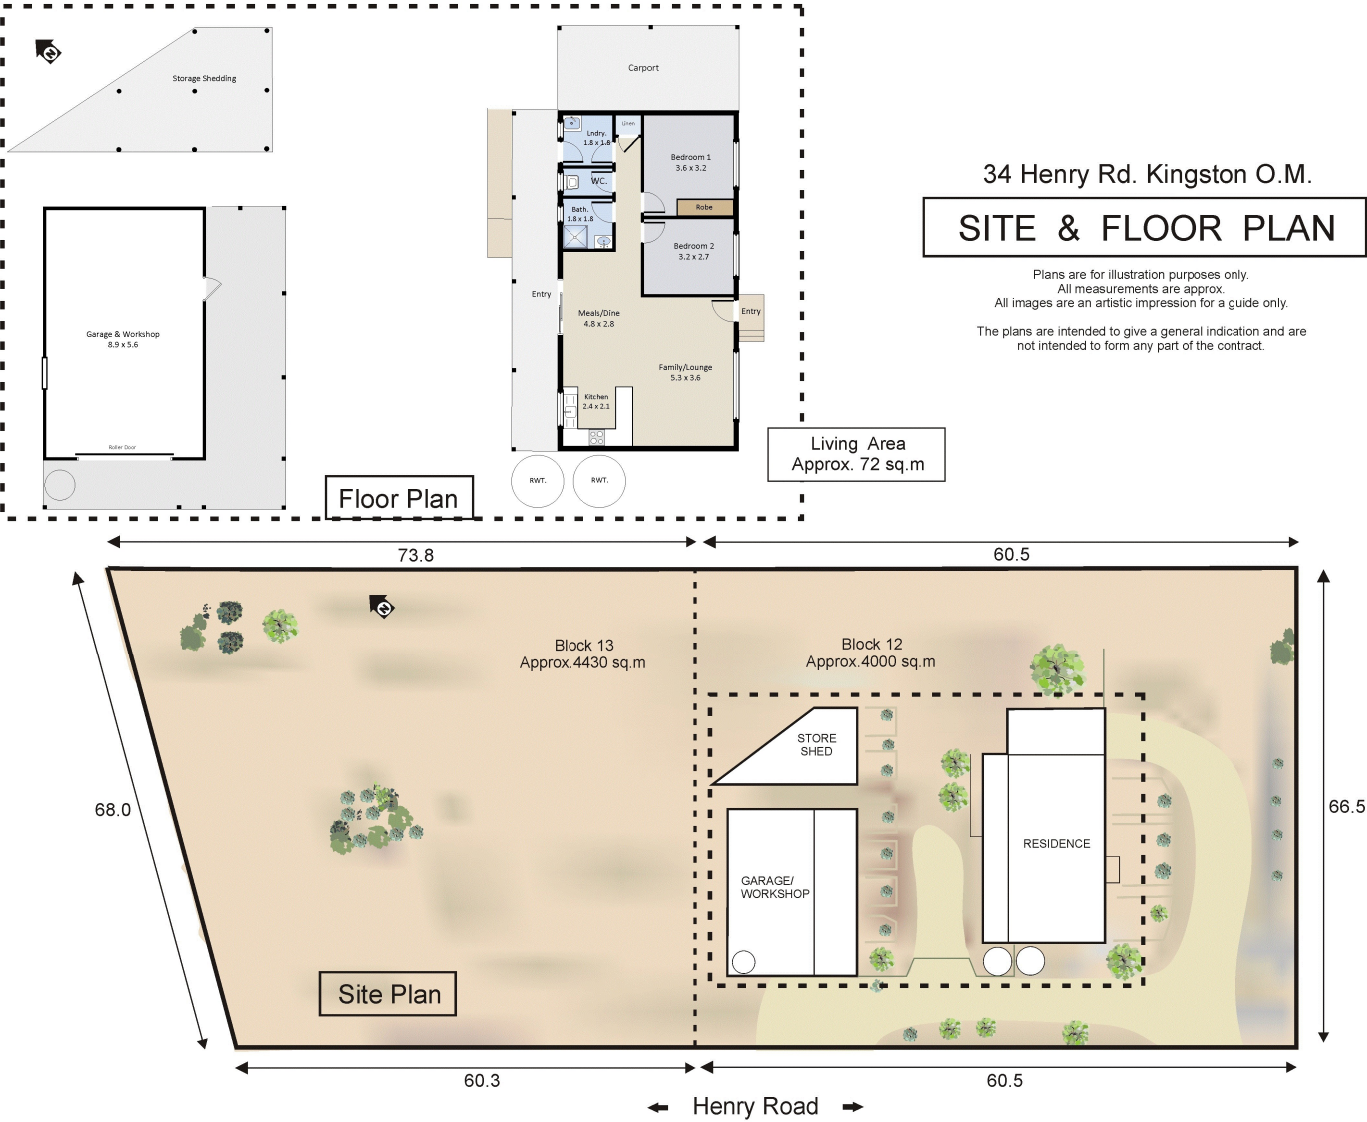 N
Storage Shedding
Carport
Linen
Lndry.
1.8 x 1.6
Bedroom 1
3.6 x 3.2
WC.
Robe
Bath.
1.8 x 1.8
Bedroom 2
3.2 x 2.7
Entry
Meals/Dine
4.8 x 2.8
Entry
Garage & Workshop
8.9 x 5.6
Family/Lounge
5.3 x 3.6
Kitchen
2.4 x 2.1
Roller Door
RWT.
RWT.
Floor Plan
34 Henry Rd. Kingston O.M.
SITE & FLOOR PLAN
Plans are for illustration purposes only.
All measurements are approx.
All images are an artistic impression for a guide only.
The plans are intended to give a general indication and are
not intended to form any part of the contract.
Living Area
Approx. 72 sq.m
73.8
60.5
N
Block 13
Approx.4430 sq.m
Block 12
Approx.4000 sq.m
STORE
SHED
68.0
66.5
RESIDENCE
GARAGE/
WORKSHOP
Site Plan
60.3
60.5
Henry Road